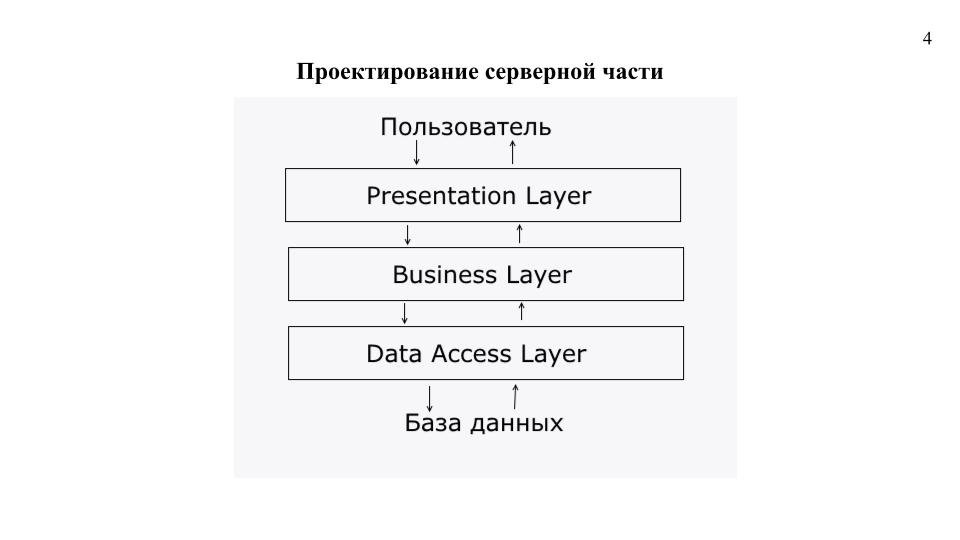 4
Проектирование серверной части
Пользователь
Presentation Layer
Business Layer
Data Access Layer
База данных